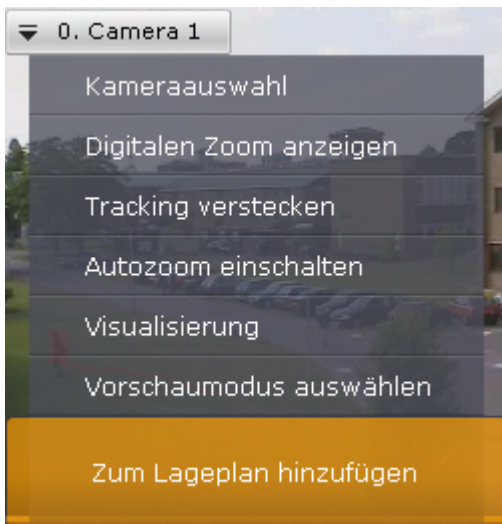 0. Camera 1
Kameraauswahl
Digitalen Zoom anzeigen
Tracking verstecken
Autozoom einschalten
Visualisierung
Vorschaumodus auswählen
Zum Lageplan hinzufügen